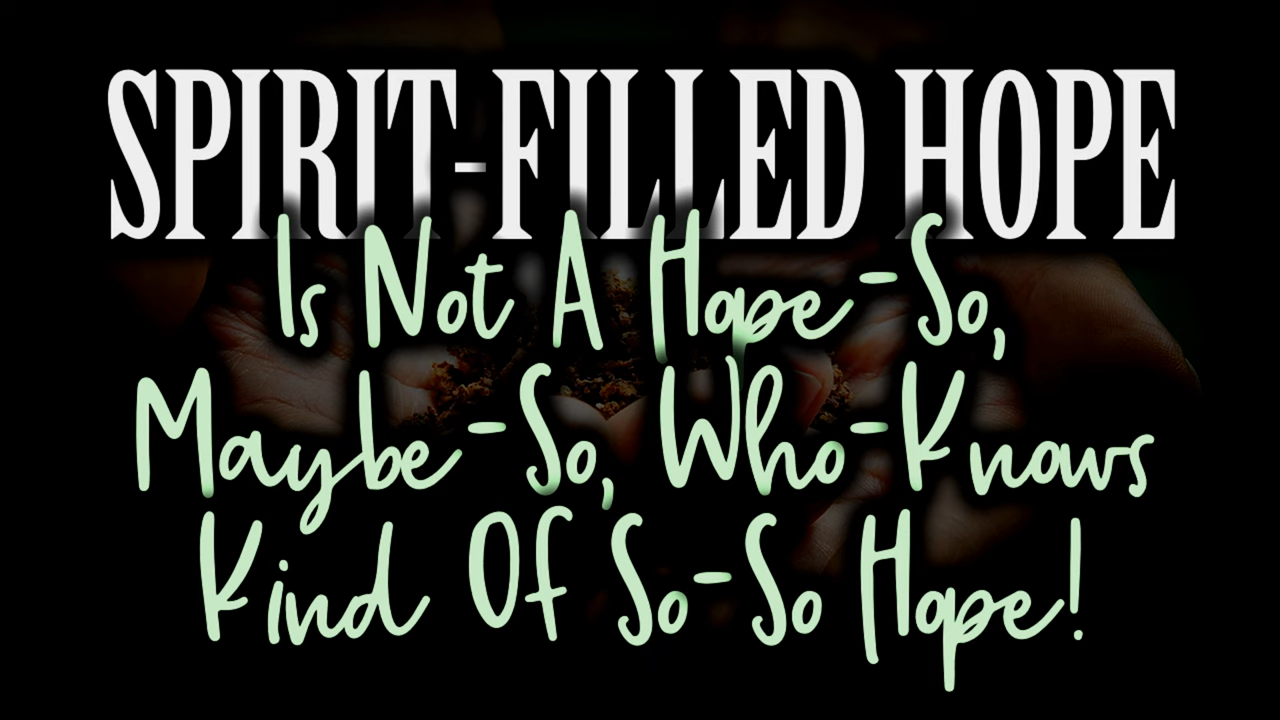 SPIRIT-FILLED HOPE
Is Not A Hope-So,
Maybe-So, Who-Knows
Kind Of So-So Hope!